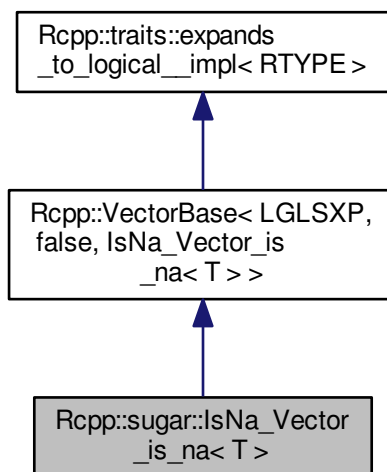 Rcpp::traits::expands
_to_logical__impl< RTYPE >
Rcpp::VectorBase< LGLSXP,
false, IsNa_Vector_is
_na< T > >
Rcpp::sugar::IsNa_Vector
_is_na< T >